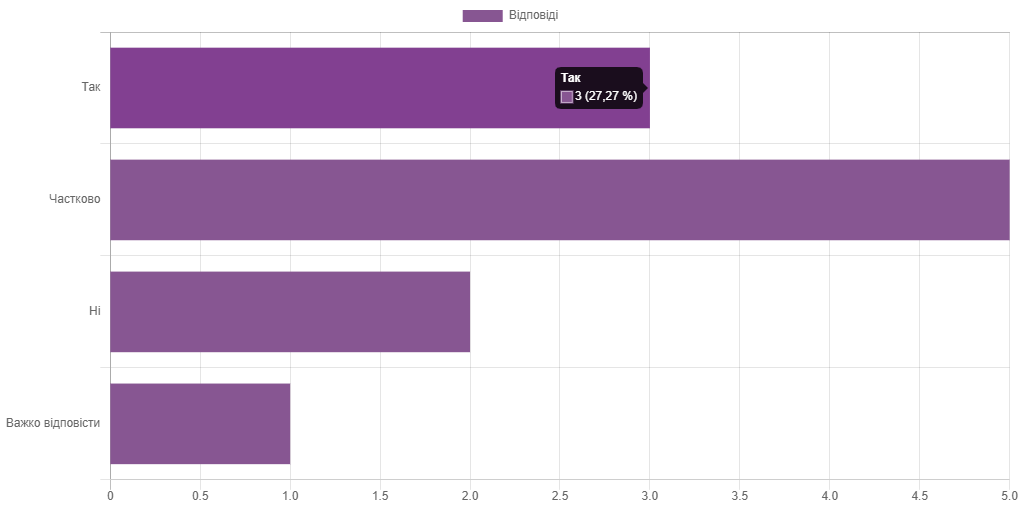 Відповіді
Так
Так
3 (27,27 %)
Частково
Ні
Важко відповісти
0 0.5 1.0 1.5 2.0 2.5 3.0 3.5 4.0 4.5 5.0